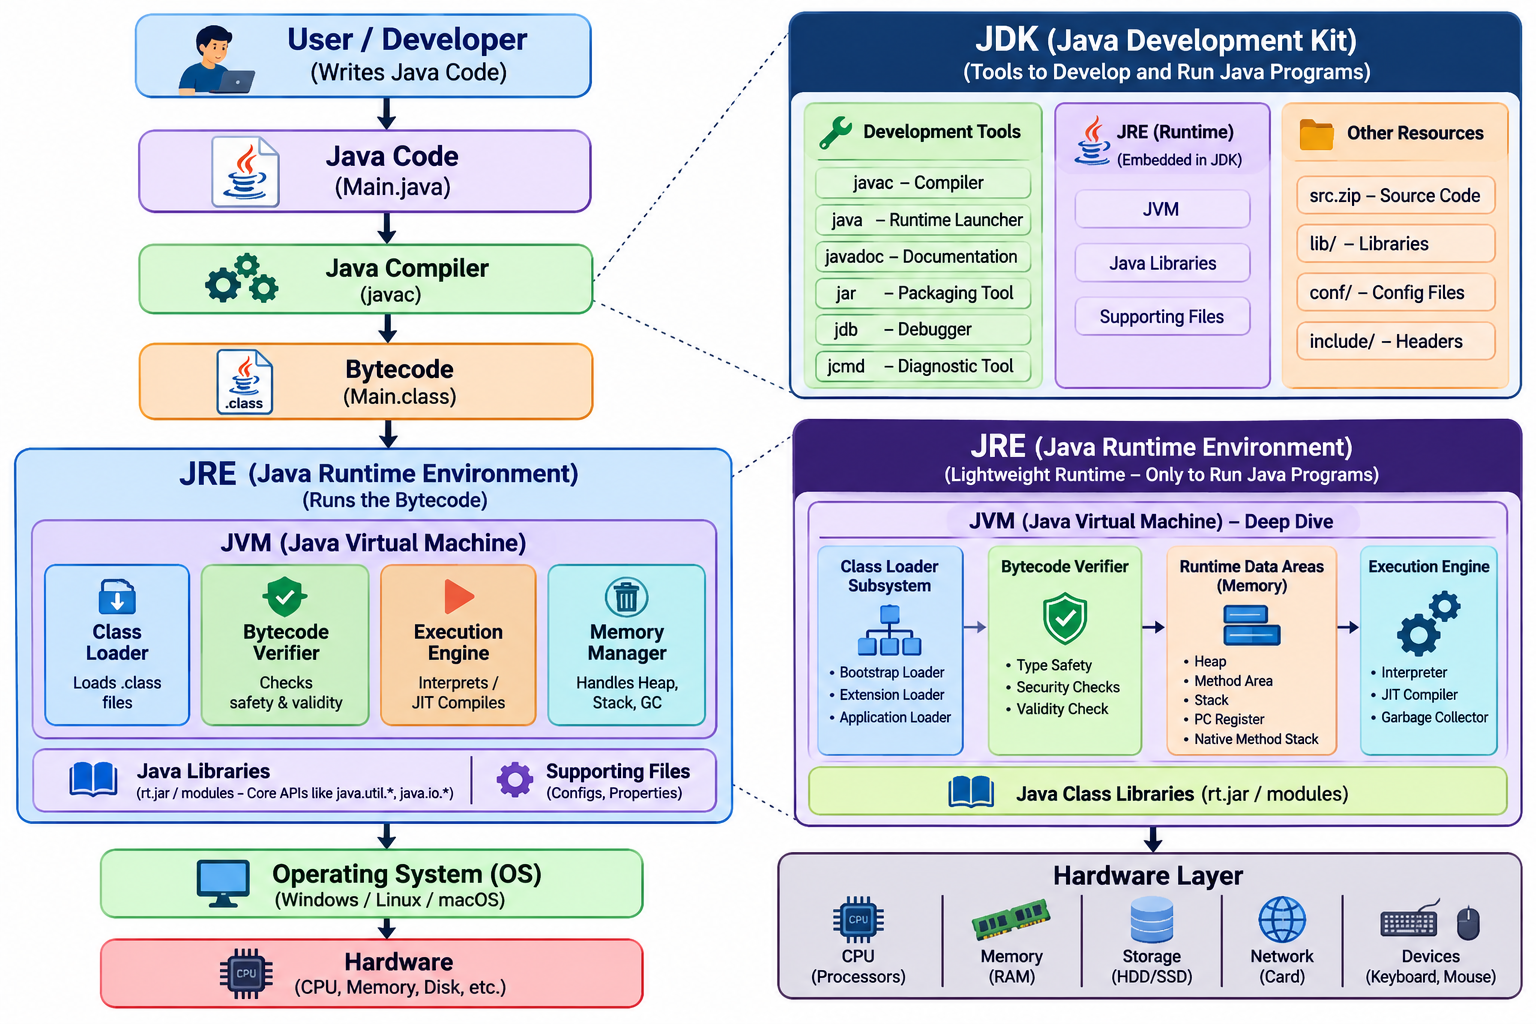 User / Developer
(Writes Java Code)
Java Code
(Main.java)
Java Compiler
(javac)
.class
Bytecode
(Main.class)
JRE (Java Runtime Environment)
(Runs the Bytecode)
JVM (Java Virtual Machine)
Class
Loader
Loads .class
files
Bytecode
Verifier
Checks
safety & validity
Execution
Engine
Interprets /
JIT Compiles
Memory
Manager
Handles Heap,
Stack, GC
Java Libraries
(rt.jar / modules – Core APIs like java.util.*, java.io.*)
Supporting Files
(Configs, Properties)
Operating System (OS)
(Windows / Linux / macOS)
CPU
Hardware
(CPU, Memory, Disk, etc.)
JDK (Java Development Kit)
(Tools to Develop and Run Java Programs)
Development Tools
javac – Compiler
java – Runtime Launcher
javadoc – Documentation
jar – Packaging Tool
jdb – Debugger
jcmd – Diagnostic Tool
JRE (Runtime)
(Embedded in JDK)
JVM
Java Libraries
Supporting Files
Other Resources
src.zip – Source Code
lib/ – Libraries
conf/ – Config Files
include/ – Headers
JRE (Java Runtime Environment)
(Lightweight Runtime – Only to Run Java Programs)
JVM (Java Virtual Machine) – Deep Dive
Class Loader
Subsystem
• Bootstrap Loader
• Extension Loader
• Application Loader
Bytecode Verifier
• Type Safety
• Security Checks
• Validity Check
Runtime Data Areas
(Memory)
• Heap
• Method Area
• Stack
• PC Register
• Native Method Stack
Execution Engine
• Interpreter
• JIT Compiler
• Garbage Collector
Java Class Libraries (rt.jar / modules)
Hardware Layer
CPU
CPU
(Processors)
Memory
(RAM)
Storage
(HDD/SSD)
Network
(Card)
Devices
(Keyboard, Mouse)